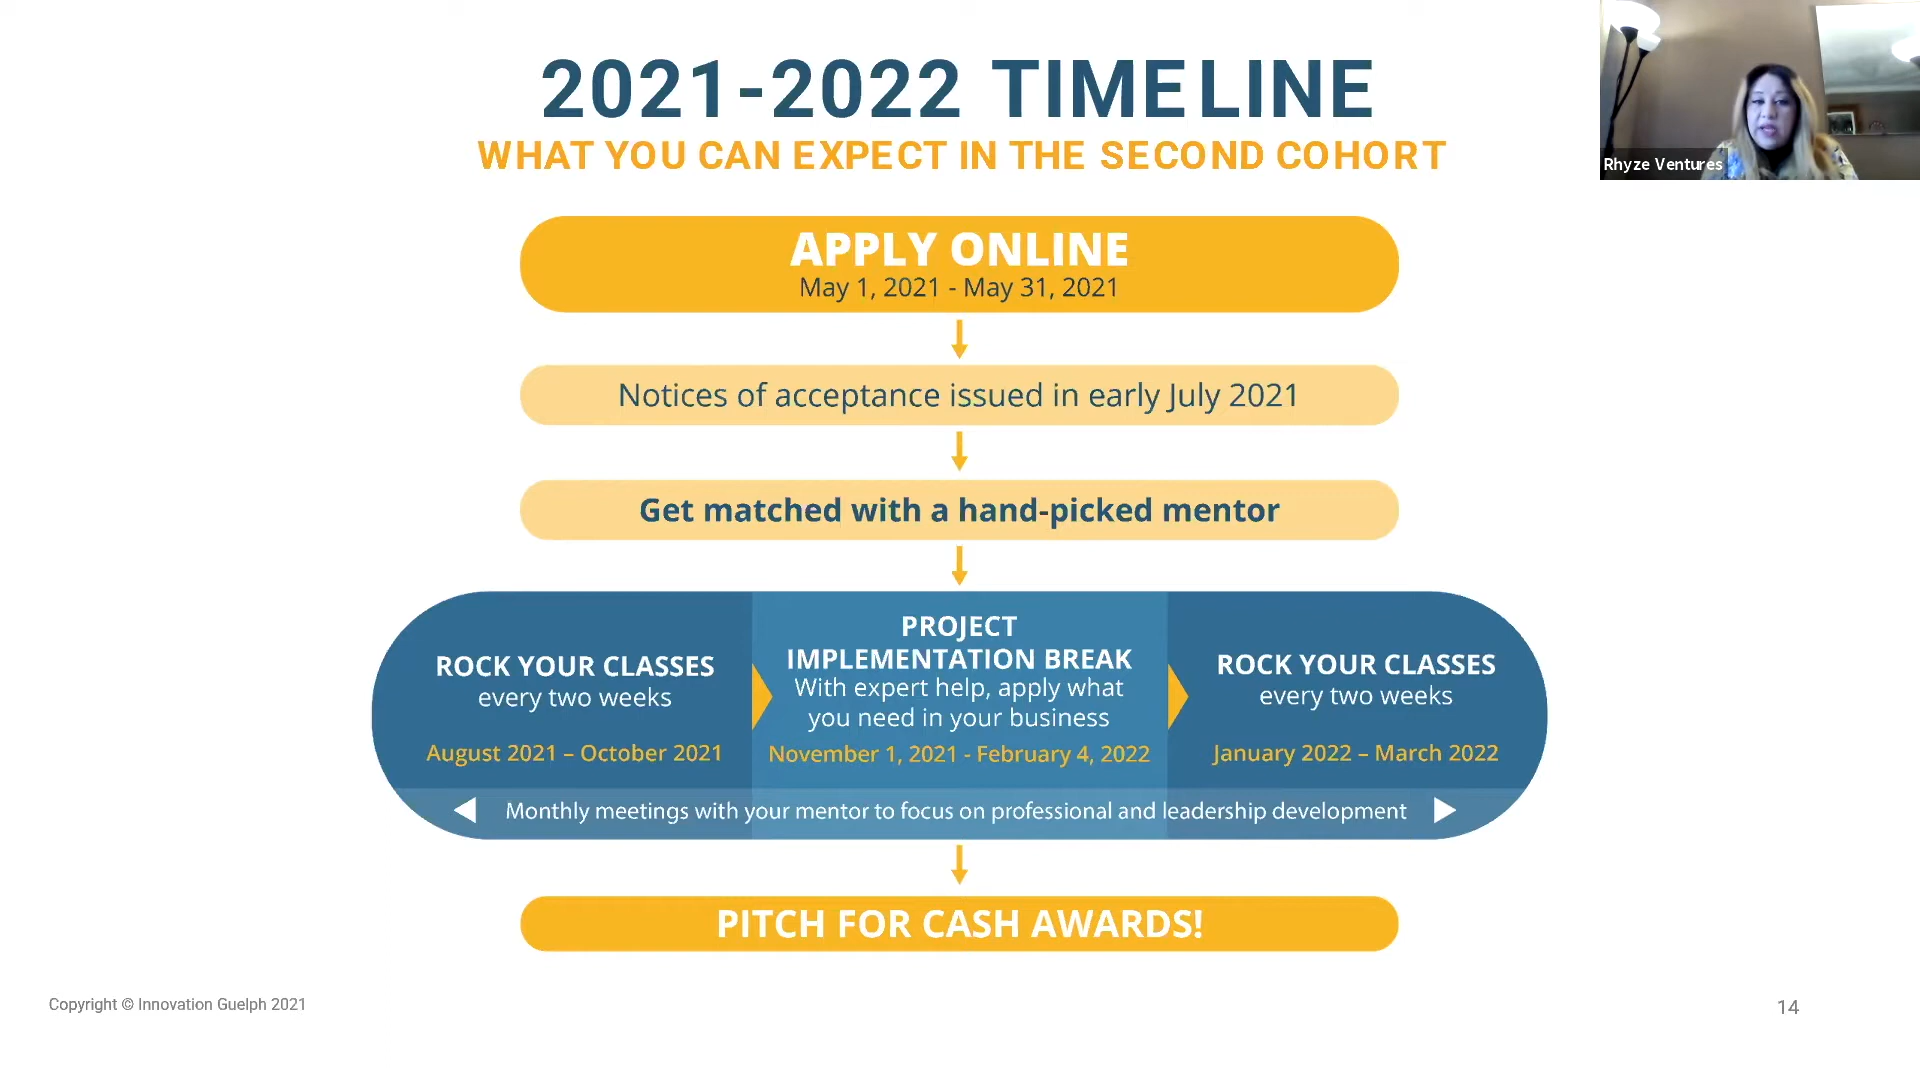 2021-2022 TIMELINE
WHAT YOU CAN EXPECT IN THE SECOND COHORT
Rhyze Ventures
APPLY ONLINE
May 1, 2021 - May 31, 2021
Notices of acceptance issued in early July 2021
Get matched with a hand-picked mentor
ROCK YOUR CLASSES
every two weeks
August 2021 – October 2021
PROJECT
IMPLEMENTATION BREAK
With expert help, apply what
you need in your business
November 1, 2021 - February 4, 2022
ROCK YOUR CLASSES
every two weeks
January 2022 – March 2022
Monthly meetings with your mentor to focus on professional and leadership development
PITCH FOR CASH AWARDS!
Copyright © Innovation Guelph 2021
14